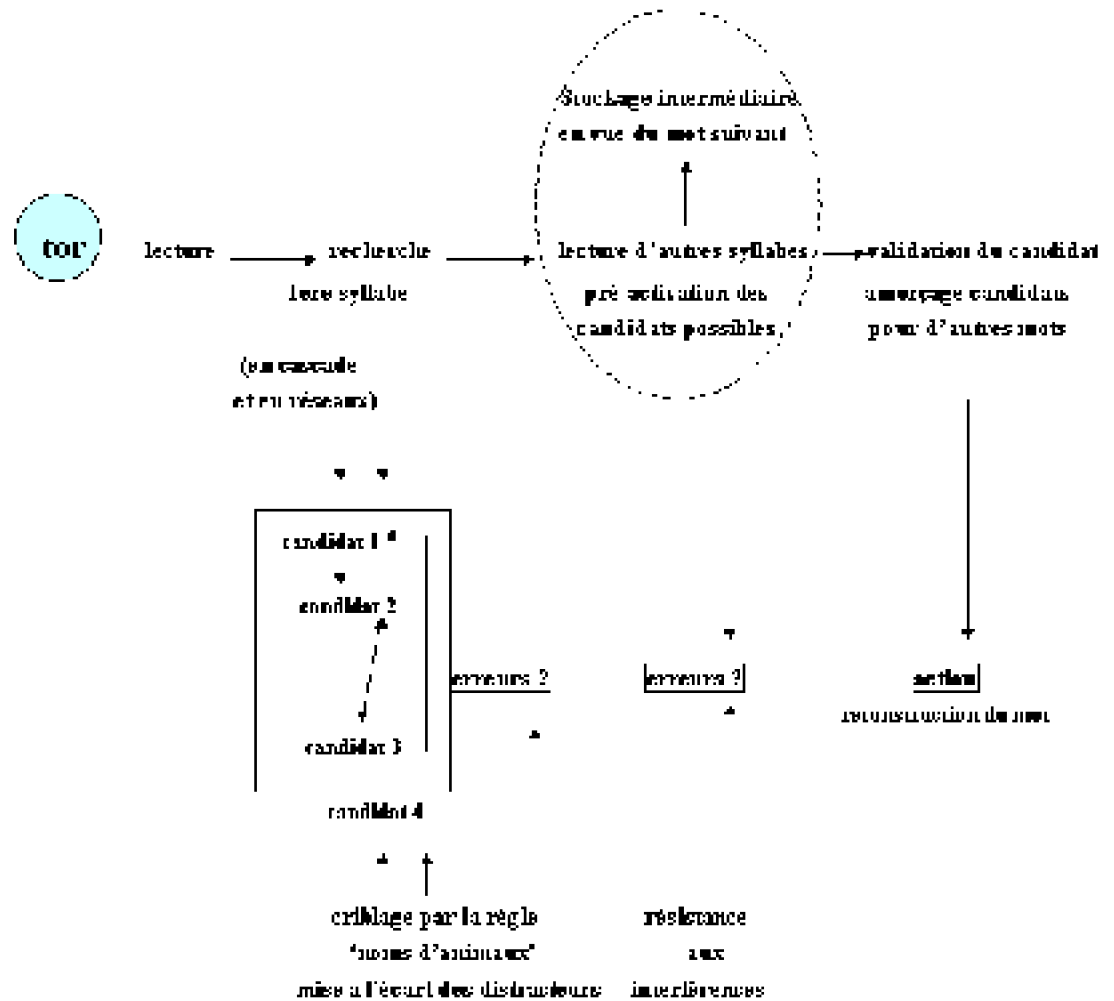 Stockage intermédiaire
en vue du mot suivant
tor
lecture
recherche
lecture d'autres syllabes
validation du candidat
1ère syllabe
pré activation des
candidats possibles
amorçage candidats
pour d'autres mots
(en cascade
et en réseaux)
candidat 1
candidat 2
erreurs ?
erreurs ?
action
reconstruction du mot
candidat 3
candidat 4
criblage par la règle
"noms d'animaux"
mise a l'écart des distracteurs
résistance
aux
interférences